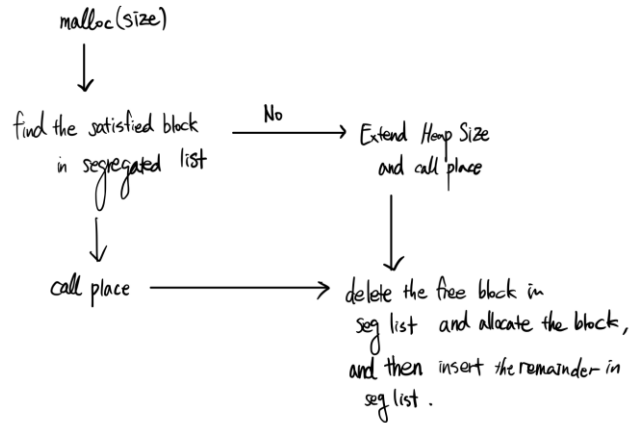 malloc(size)
find the satisfied block
in segregated list
No
Extend Heap Size
and call place
call place
delete the free block in
seg list and allocate the block,
and then insert the remainder in
seg list.